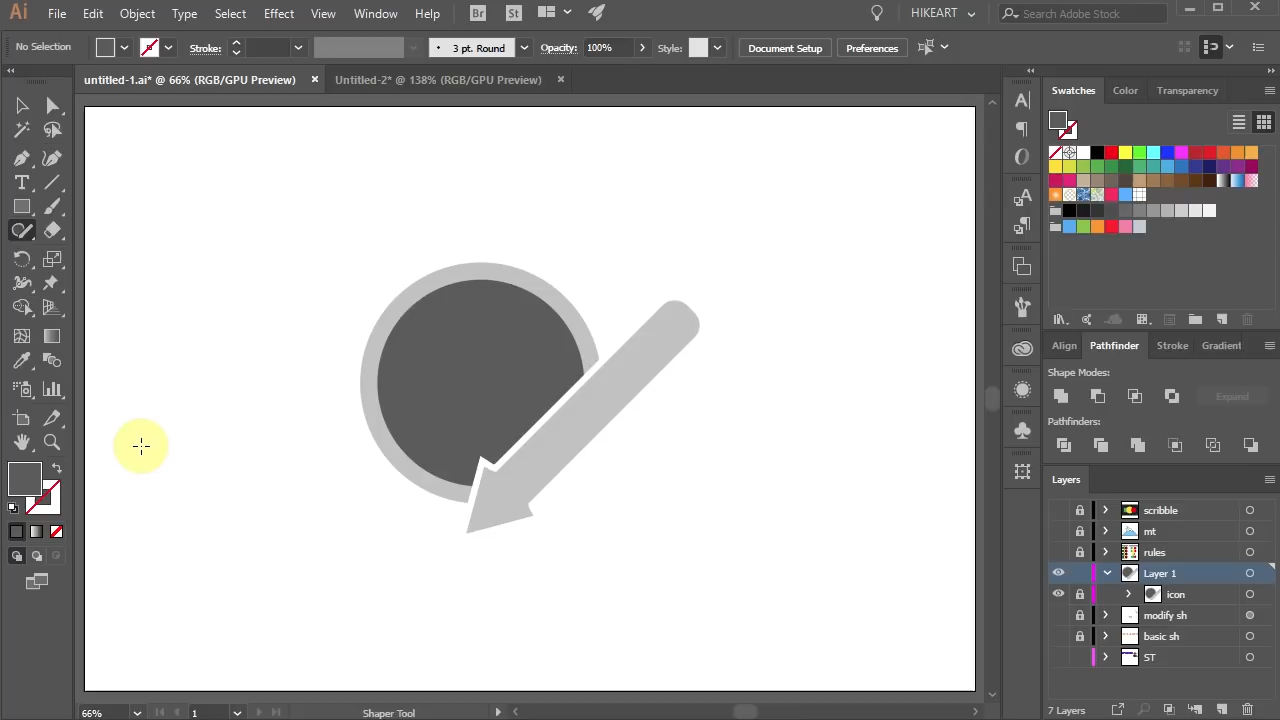 Ai File Edit Object Type Select Effect View Window Help Br St HIKEART Search Adobe Stock
No Selection Stroke: 3 pt. Round Opacity: 100% Style: Document Setup Preferences
untitled-1.ai* @ 66% (RGB/GPU Preview) × Untitled-2* @ 138% (RGB/GPU Preview) ×
Swatches Color Transparency
Align Pathfinder Stroke Gradient
Shape Modes:
Expand
Pathfinders:
Layers
scribble
mt
rules
Layer 1
icon
modify sh
basic sh
ST
7 Layers
66% 1 Shaper Tool